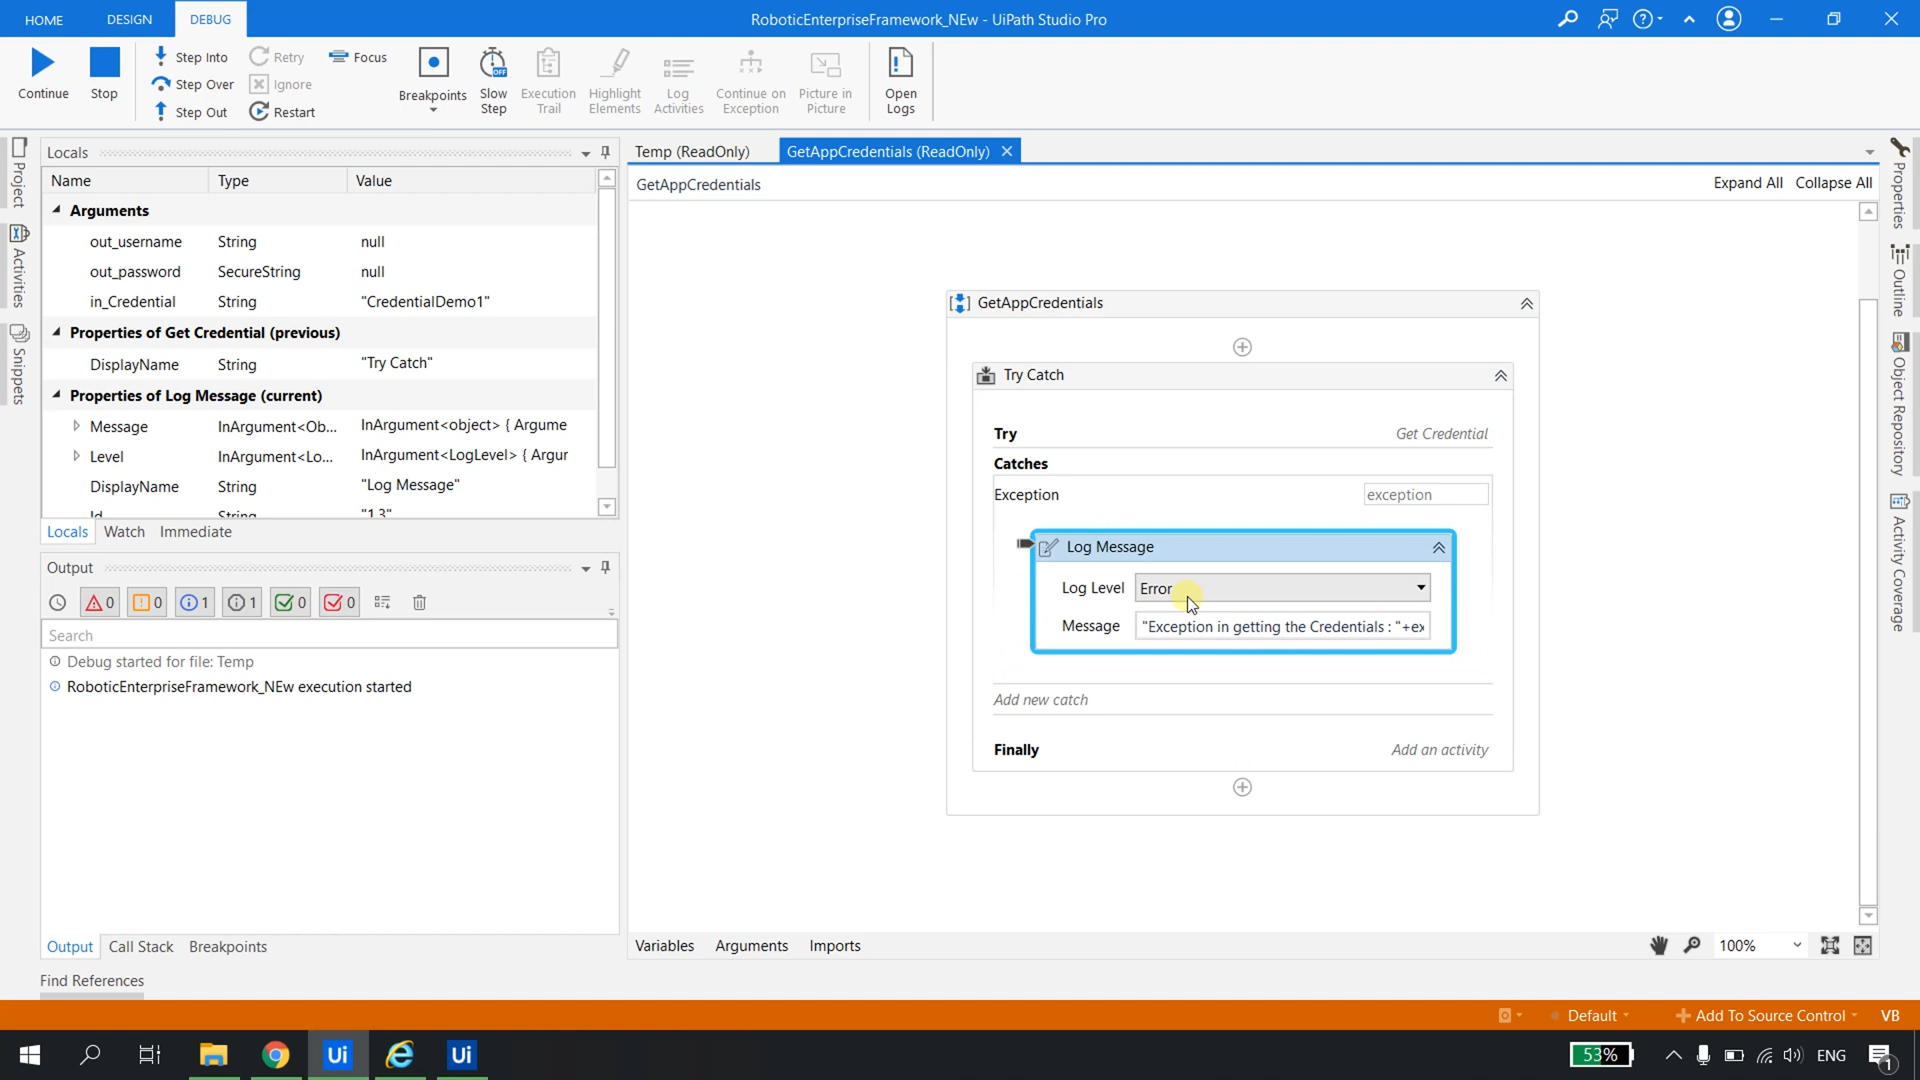 HOME DESIGN DEBUG
RoboticEnterpriseFramework_NEw - UiPath Studio Pro
Continue
Stop
Step Into
Step Over
Step Out
Retry
Ignore
Restart
Focus
Breakpoints
Slow
Step
Execution
Trail
Highlight
Elements
Log
Activities
Continue on
Exception
Picture in
Picture
Open
Logs
Project
Activities
Snippets
Locals
Name Type Value
Arguments
out_username String null
out_password SecureString null
in_Credential String "CredentialDemo1"
Properties of Get Credential (previous)
DisplayName String "Try Catch"
Properties of Log Message (current)
Message InArgument<Ob... InArgument<object> { Argume
Level InArgument<Lo... InArgument<LogLevel> { Argur
DisplayName String "Log Message"
Id String "1.3"
Locals Watch Immediate
Output
0 0 1 1 0 0
Search
Debug started for file: Temp
RoboticEnterpriseFramework_NEw execution started
Output Call Stack Breakpoints
Find References
Temp (ReadOnly) GetAppCredentials (ReadOnly)
GetAppCredentials
Expand All Collapse All
GetAppCredentials
Try Catch
Try Get Credential
Catches
Exception exception
Log Message
Log Level Error
Message "Exception in getting the Credentials : "+ex
Add new catch
Finally Add an activity
Variables Arguments Imports
100%
Properties
Outline
Object Repository
Activity Coverage
Default
Add To Source Control
VB
OFF
Ui
Ui
53%
ENG
1